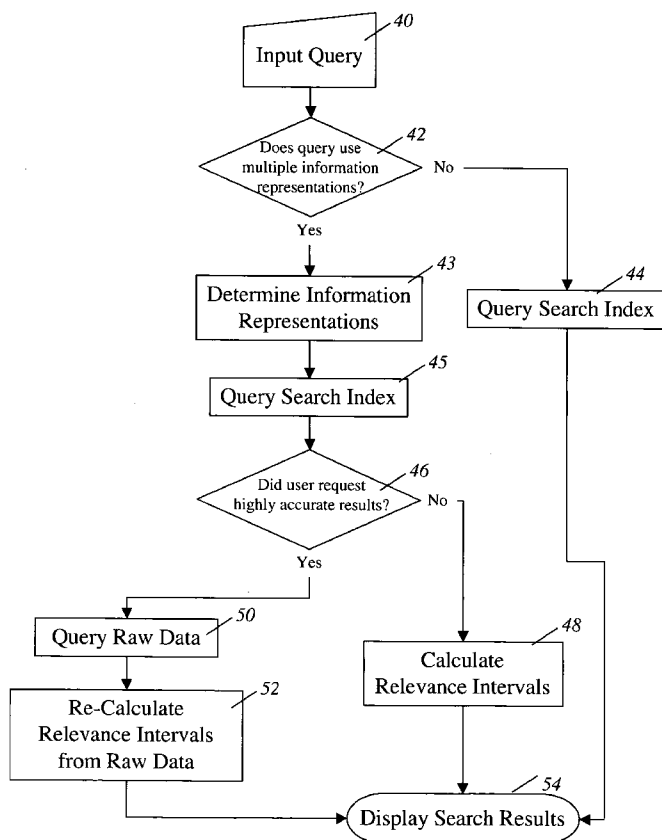 40
Input Query
42
Does query use
multiple information
representations?
No
Yes
43
Determine Information
Representations
44
Query Search Index
45
Query Search Index
46
Did user request
highly accurate results?
No
Yes
50
Query Raw Data
48
Calculate
Relevance Intervals
52
Re-Calculate
Relevance Intervals
from Raw Data
54
Display Search Results